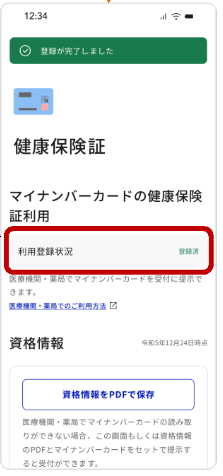 12:34
登録が完了しました
健康保険証
マイナンバーカードの健康保険
証利用
利用登録状況
登録済
医療機関・薬局でマイナンバーカードを受付に提示で
きます。
医療機関・薬局でのご利用方法
資格情報
令和5年12月24日時点
資格情報をPDFで保存
医療機関・薬局でマイナンバーカードの読み取
りができない場合、この画面もしくは資格情報
のPDFとマイナンバーカードをセットで提示す
ると受付ができます。